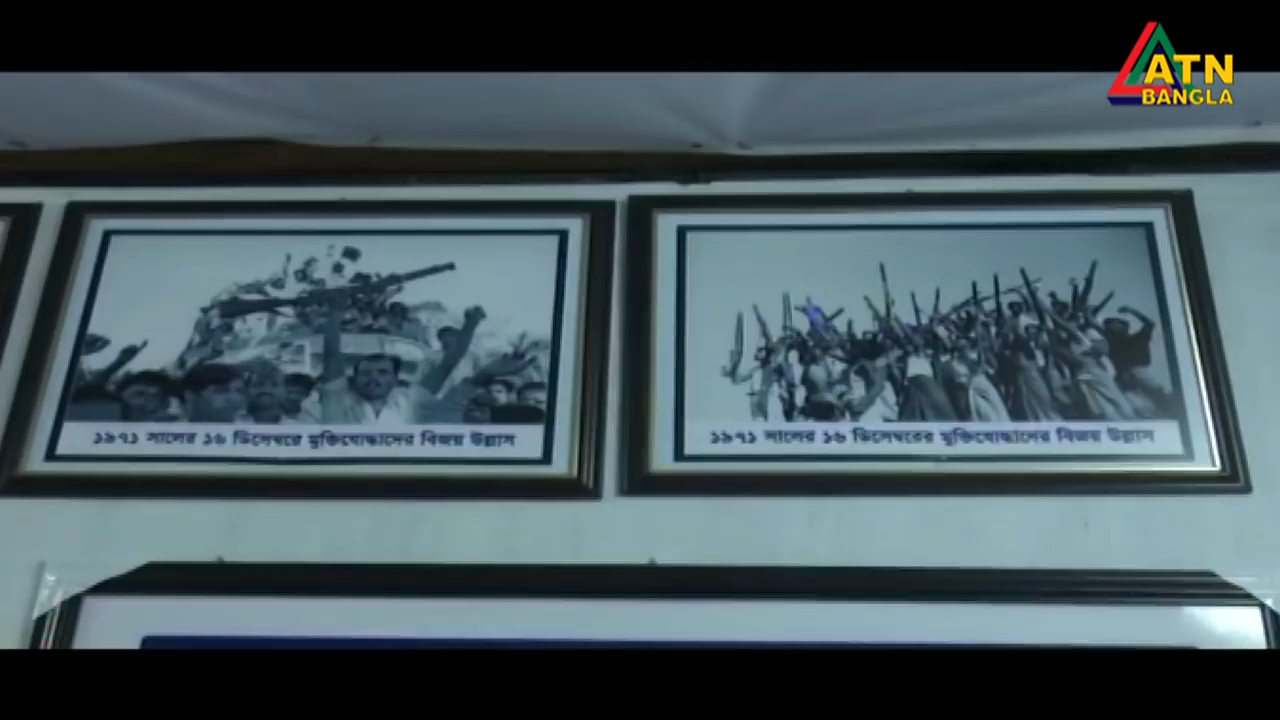 ATN
BANGLA
১৯৭১ সালের ১৬ ডিসেম্বরে মুক্তিযোদ্ধাদের বিজয় উল্লাস
১৯৭১ সালের ১৬ ডিসেম্বরের মুক্তিযোদ্ধাদের বিজয় উল্লাস